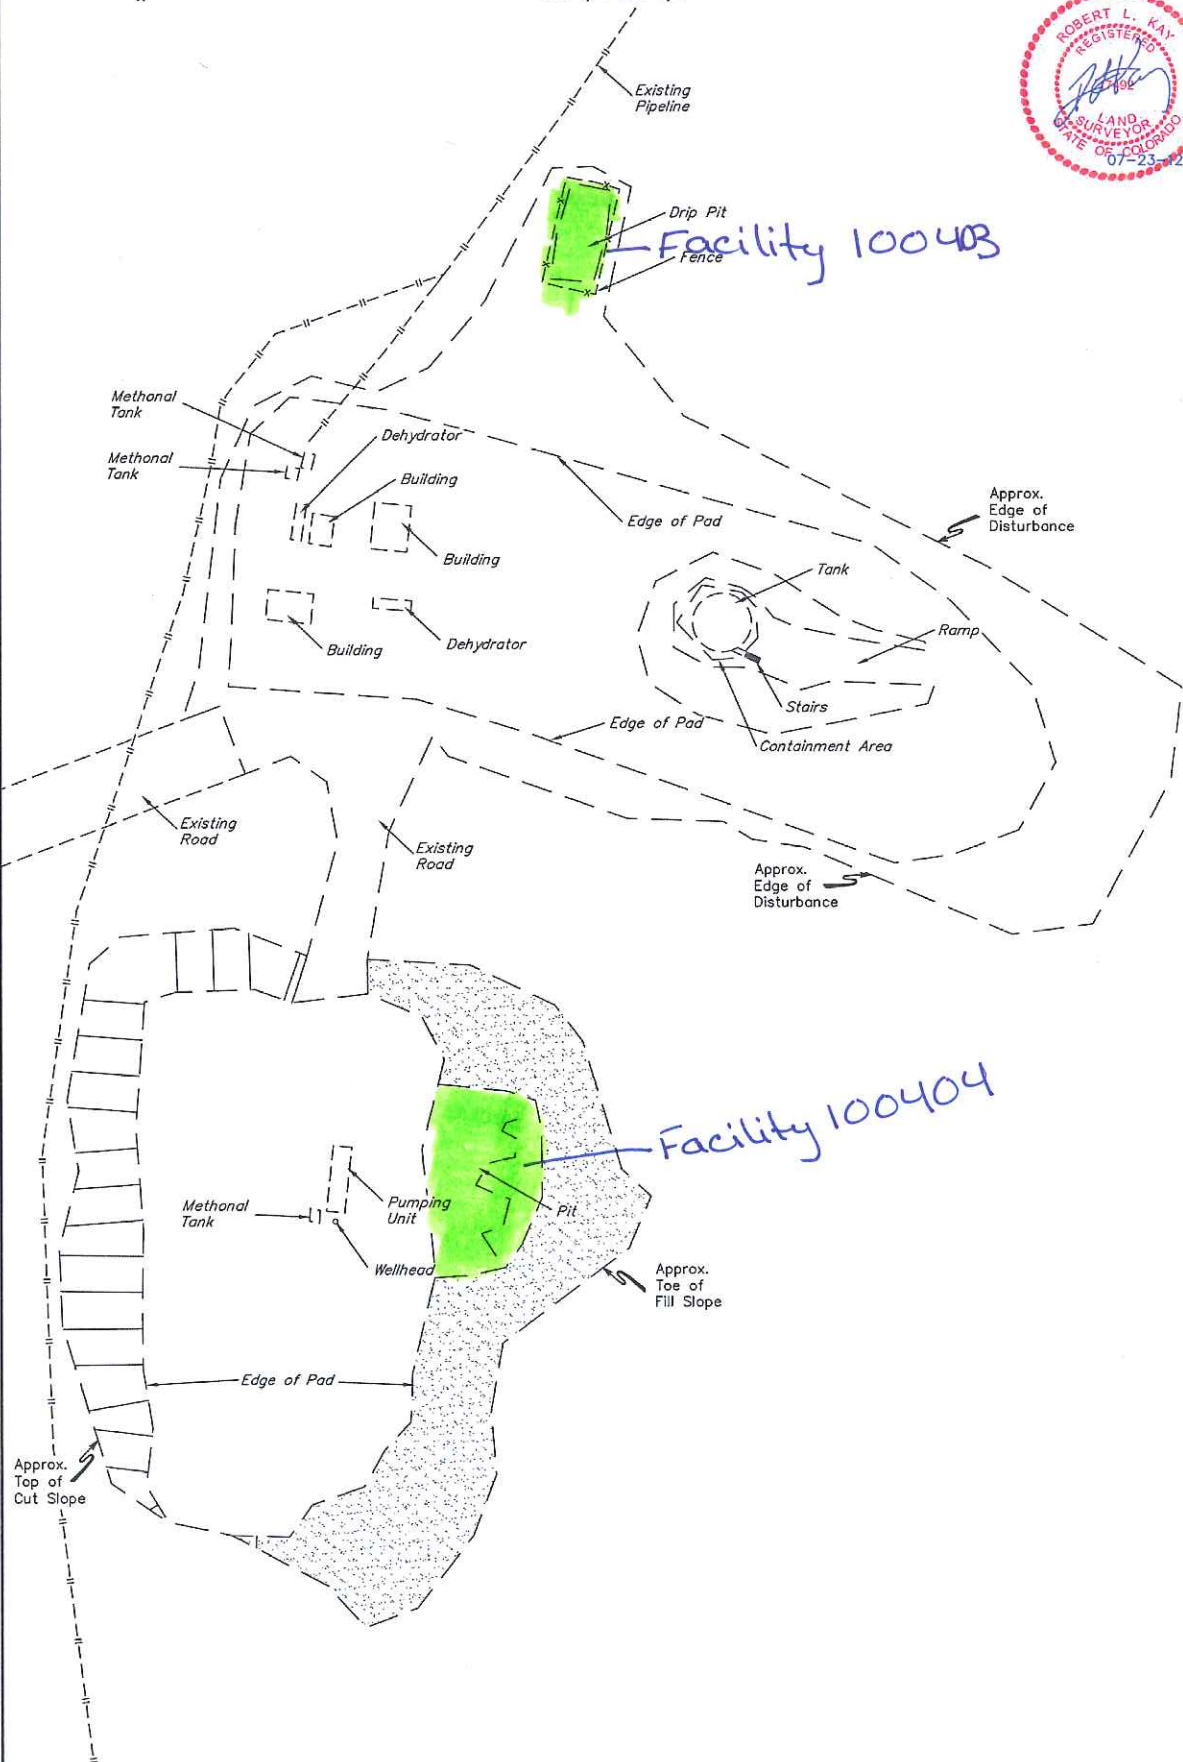 ROBERT L. KAY
REGISTERED
LAND
SURVEYOR
STATE OF COLORADO
07-23-12
Existing
Pipeline
Drip Pit
Facility 100403
Fence
Methonal
Tank
Methonal
Tank
Dehydrator
Building
Edge of Pad
Approx.
Edge of
Disturbance
Building
Tank
Building
Dehydrator
Ramp
Stairs
Edge of Pad
Containment Area
Existing
Road
Existing
Road
Approx.
Edge of
Disturbance
Facility 100404
Methonal
Tank
Pumping
Unit
Pit
Wellhead
Approx.
Toe of
Fill Slope
Edge of Pad
Approx.
Top of
Cut Slope